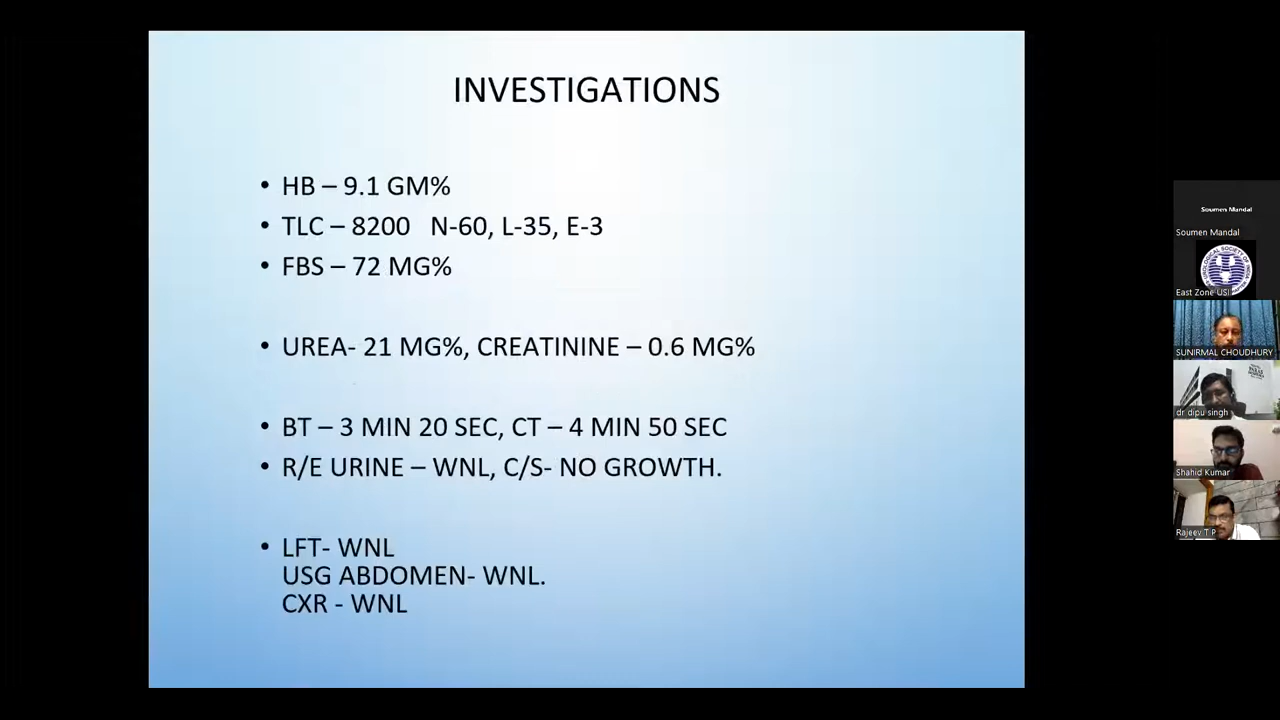 INVESTIGATIONS
• HB – 9.1 GM%
• TLC – 8200 N-60, L-35, E-3
• FBS – 72 MG%
• UREA- 21 MG%, CREATININE – 0.6 MG%
• BT – 3 MIN 20 SEC, CT – 4 MIN 50 SEC
• R/E URINE – WNL, C/S- NO GROWTH.
• LFT- WNL
USG ABDOMEN- WNL.
CXR - WNL
Soumen Mandal
Soumen Mandal
East Zone USI
SUNIRMAL CHOUDHURY
dr dipu singh
Shahid Kumar
Rajeev T P